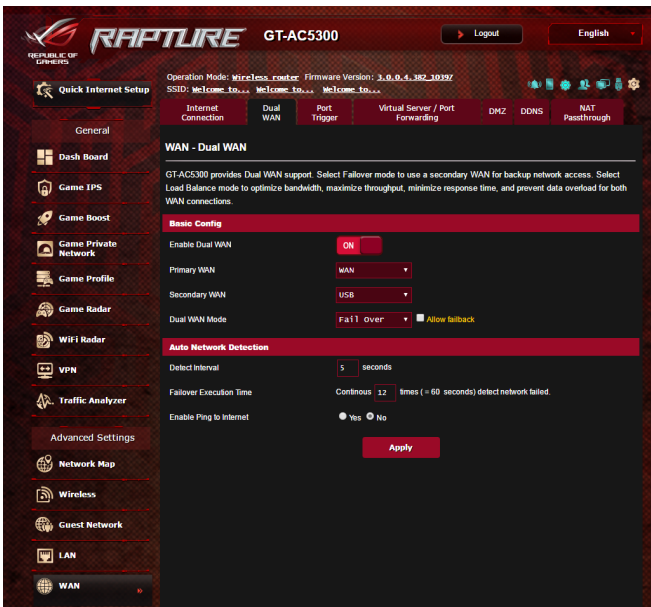 REPUBLIC OF
GAMERS
RAPTURE
GT-AC5300
Logout
English
Quick Internet Setup
Operation Mode: Wireless router Firmware Version: 3.0.0.4.382_10397
SSID: Welcome to... Welcome to... Welcome to...
Internet
Connection
Dual
WAN
Port
Trigger
Virtual Server / Port
Forwarding
DMZ
DDNS
NAT
Passthrough
General
Dash Board
Game IPS
Game Boost
Game Private
Network
Game Profile
Game Radar
WiFi Radar
VPN
Traffic Analyzer
Advanced Settings
Network Map
Wireless
Guest Network
LAN
WAN
WAN - Dual WAN
GT-AC5300 provides Dual WAN support. Select Failover mode to use a secondary WAN for backup network access. Select
Load Balance mode to optimize bandwidth, maximize throughput, minimize response time, and prevent data overload for both
WAN connections.
Basic Config
Enable Dual WAN ON
Primary WAN WAN
Secondary WAN USB
Dual WAN Mode Fail Over Allow failback
Auto Network Detection
Detect Interval 5 seconds
Failover Execution Time Continous 12 times ( = 60 seconds) detect network failed.
Enable Ping to Internet Yes No
Apply